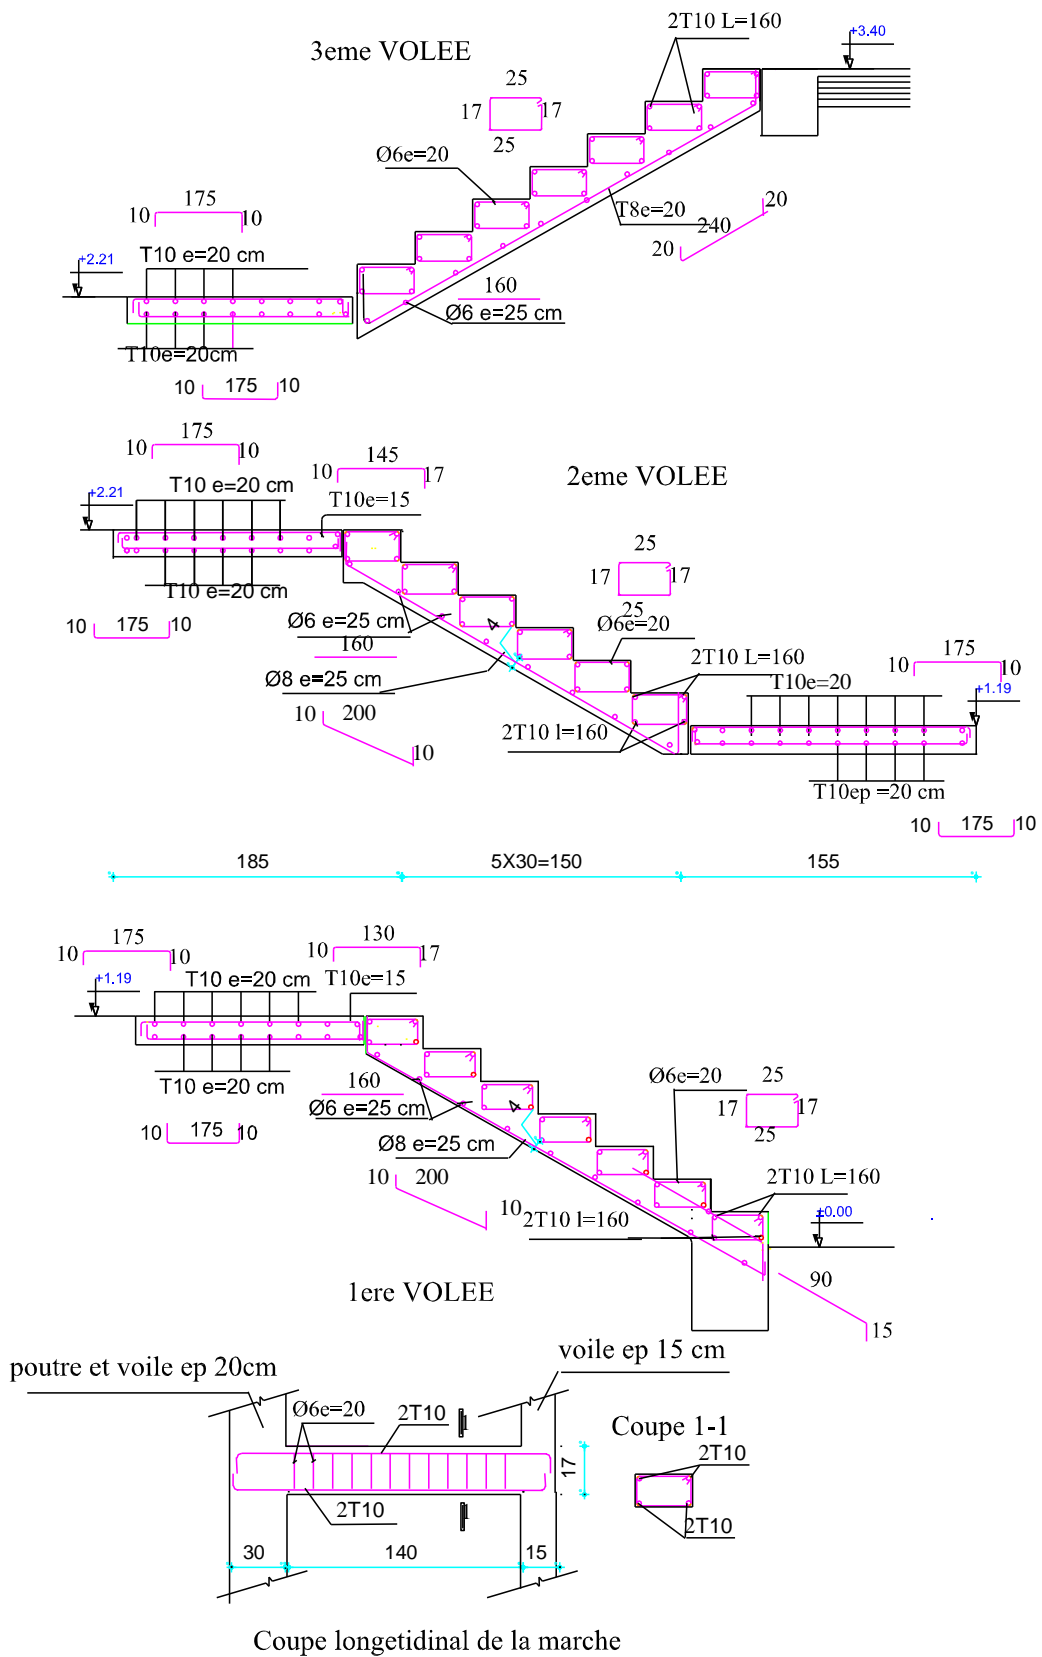 3eme VOLEE
2T10 L=160
+3.40
25
17
17
25
Ø6e=20
175
10
10
T10 e=20 cm
+2.21
T8e=20
20
240
20
160
Ø6 e=25 cm
T10e=20cm
10
175
10
175
10
10
145
10
17
2eme VOLEE
T10 e=20 cm
T10e=15
+2.21
25
17
17
25
T10 e=20 cm
Ø6 e=25 cm
4
Ø6e=20
10
175
10
160
2T10 L=160
175
10
10
Ø8 e=25 cm
T10e=20
+1.19
10
200
10
2T10 l=160
T10ep =20 cm
10
175
10
185
5X30=150
155
175
10
10
130
10
17
+1.19
T10 e=20 cm
T10e=15
T10 e=20 cm
160
Ø6 e=25 cm
4
Ø6e=20
25
17
17
25
10
175
10
Ø8 e=25 cm
10
200
10
2T10 L=160
2T10 l=160
±0.00
90
15
1ere VOLEE
poutre et voile ep 20cm
voile ep 15 cm
Ø6e=20
2T10
1
Coupe 1-1
2T10
17
2T10
1
2T10
30
140
15
Coupe longetidinal de la marche